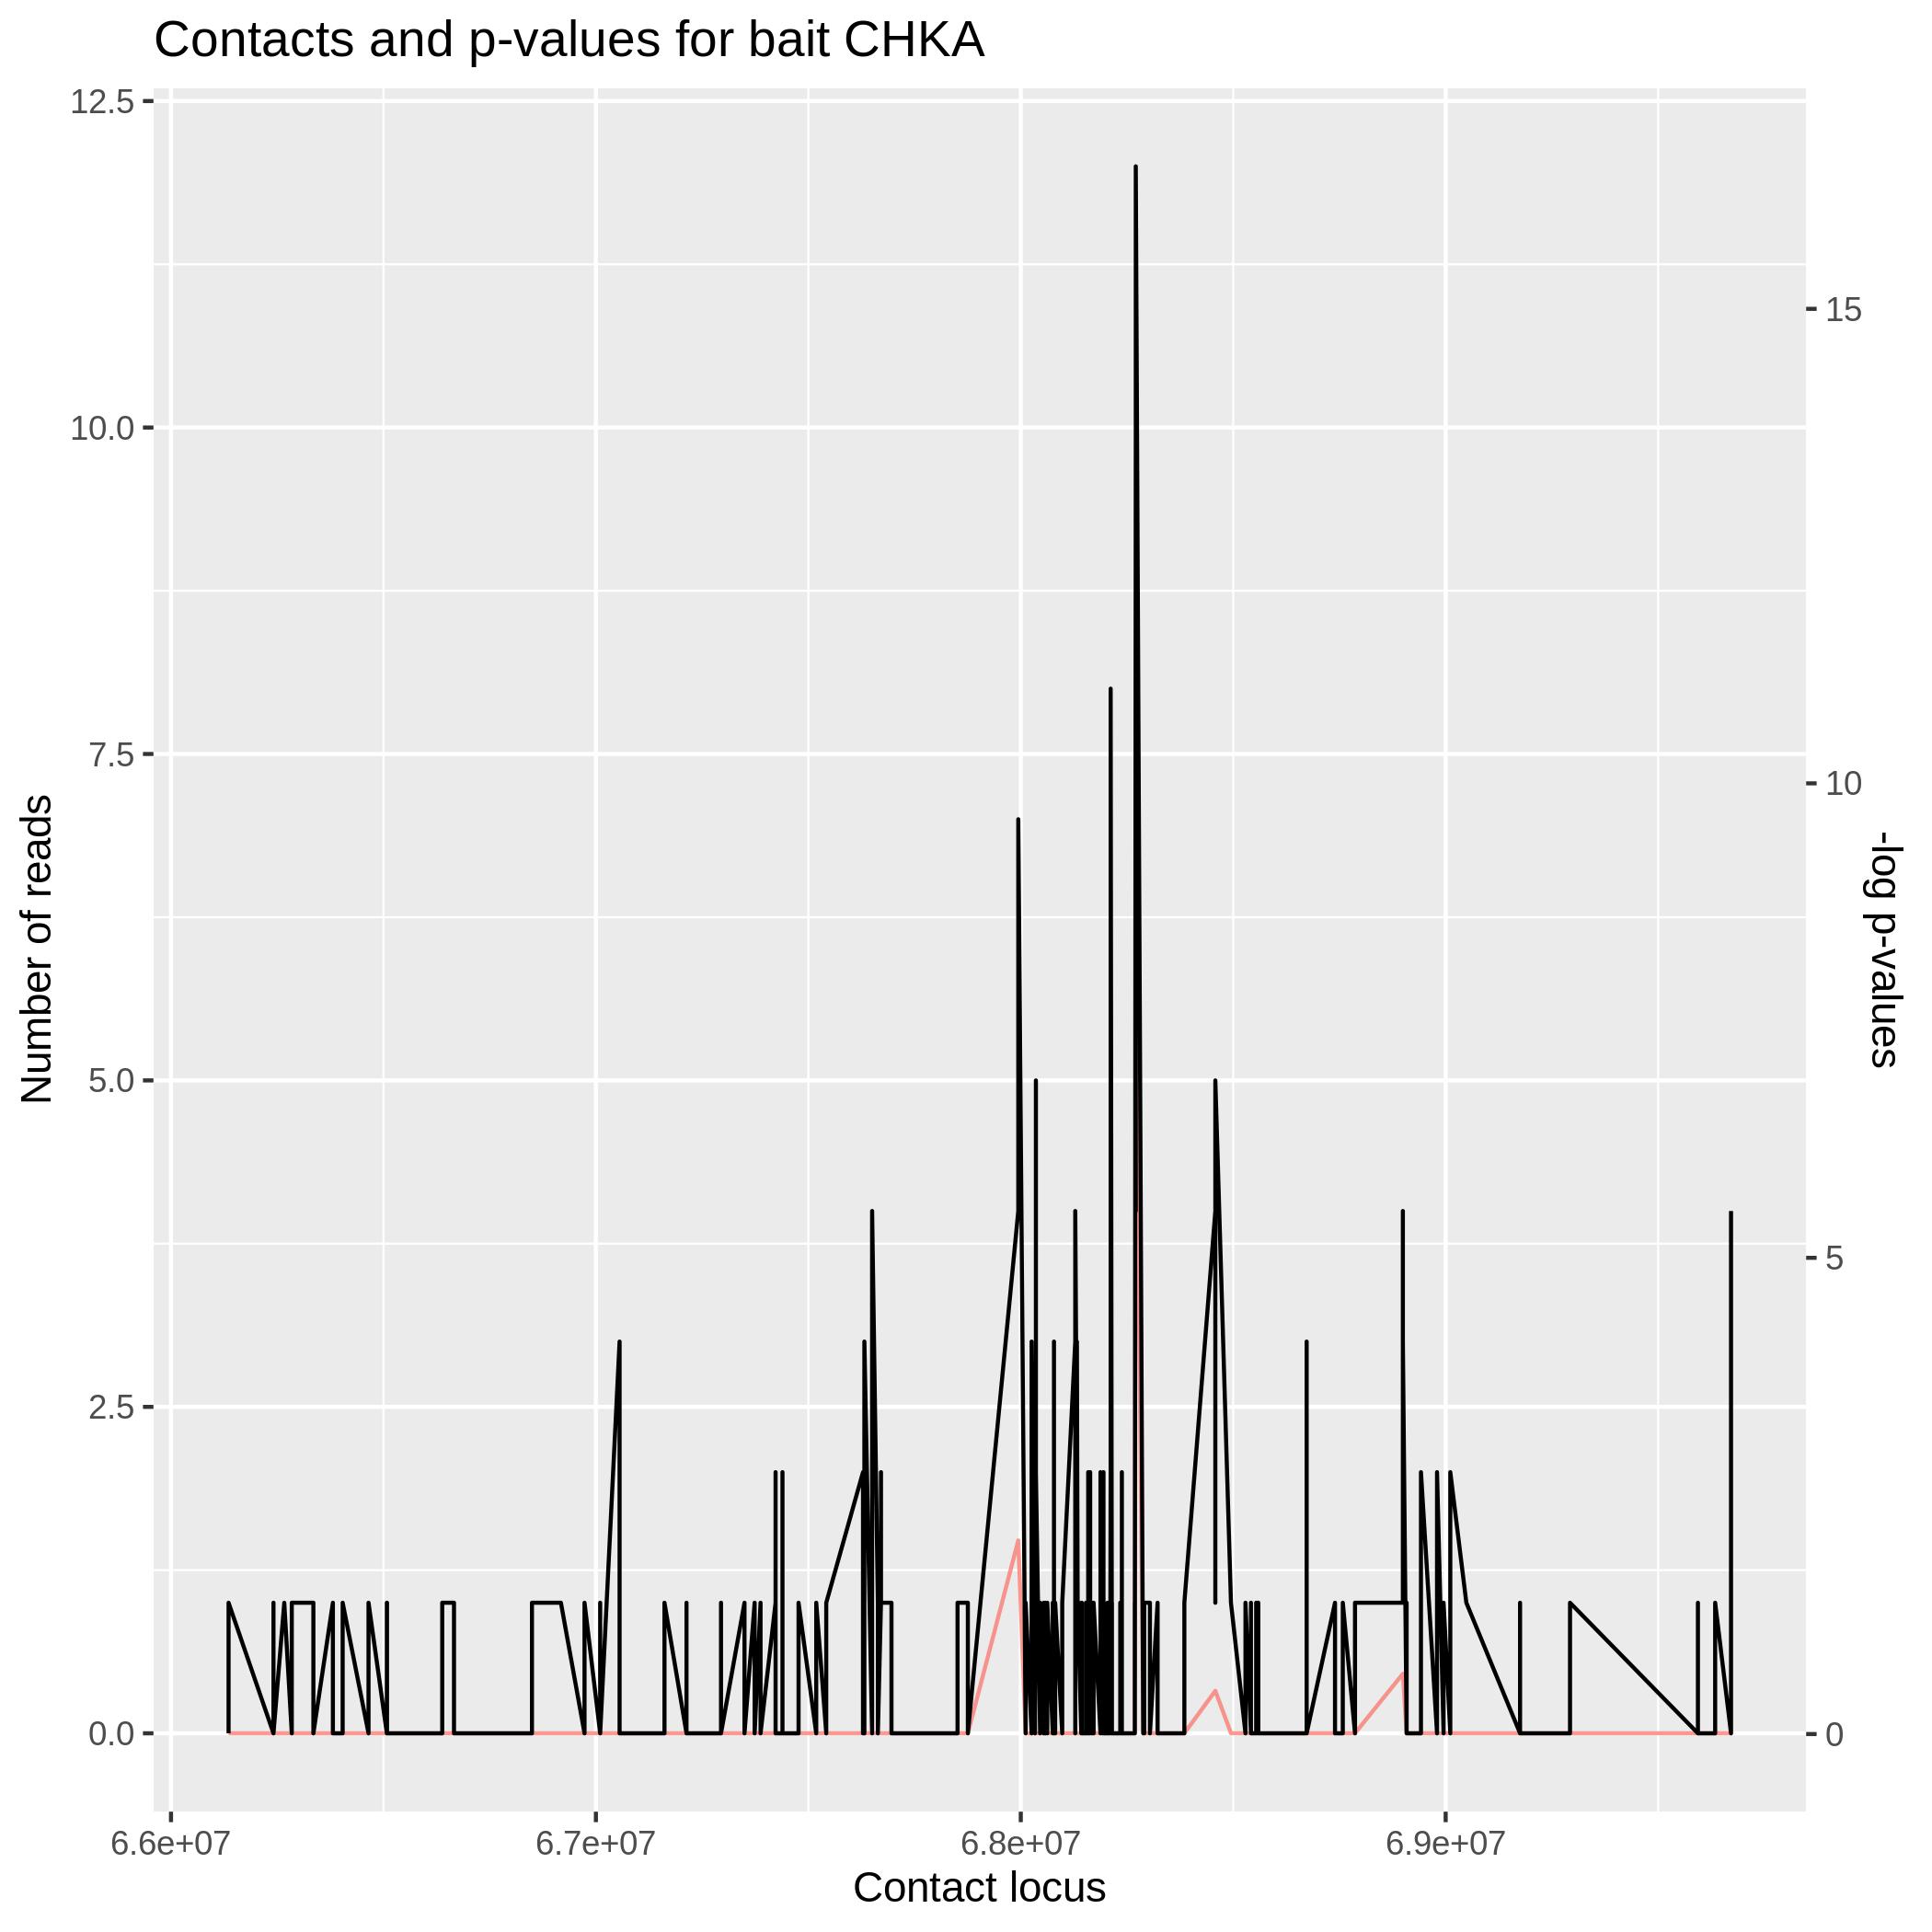 Contacts and p-values for bait CHKA
12.5
10.0
7.5
5.0
2.5
0.0
Number of reads
15
10
5
0
-log p-values
6.6e+07 6.7e+07 6.8e+07 6.9e+07
Contact locus